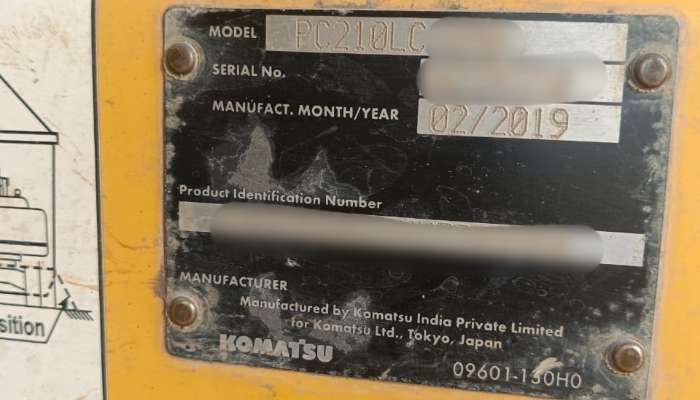 MODEL PC210LC
SERIAL No.
MANUFACT. MONTH/YEAR 02/2019
Product Identification Number
MANUFACTURER
Manufactured by Komatsu India Private Limited
for Komatsu Ltd., Tokyo, Japan
KOMATSU
09601-130H0
sition